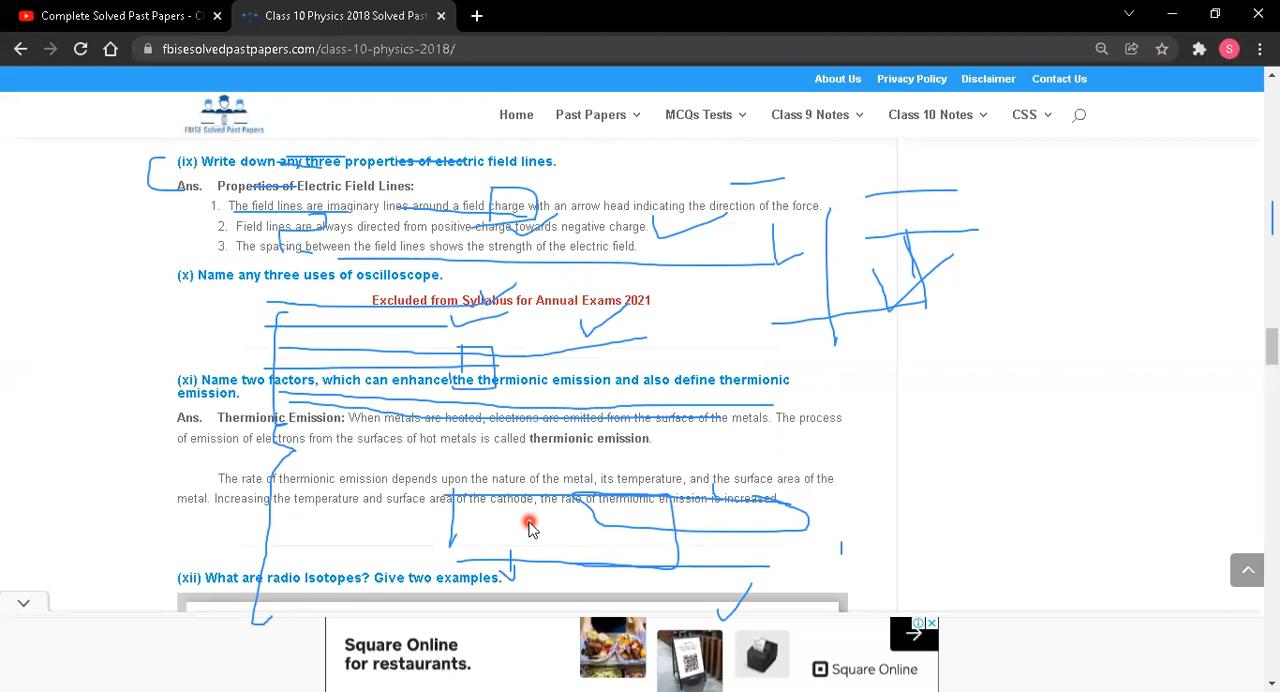 Complete Solved Past Papers - Cl
Class 10 Physics 2018 Solved Past
fbisesolvedpastpapers.com/class-10-physics-2018/
S
About Us Privacy Policy Disclaimer Contact Us
FBISE Solved Past Papers
Home Past Papers MCQs Tests Class 9 Notes Class 10 Notes CSS
(ix) Write down any three properties of electric field lines.
Ans. Properties of Electric Field Lines:
1. The field lines are imaginary lines around a field charge with an arrow head indicating the direction of the force.
2. Field lines are always directed from positive charge towards negative charge.
3. The spacing between the field lines shows the strength of the electric field.
(x) Name any three uses of oscilloscope.
Excluded from Syllabus for Annual Exams 2021
(xi) Name two factors, which can enhance the thermionic emission and also define thermionic
emission.
Ans. Thermionic Emission: When metals are heated, electrons are emitted from the surface of the metals. The process
of emission of electrons from the surfaces of hot metals is called thermionic emission.
The rate of thermionic emission depends upon the nature of the metal, its temperature, and the surface area of the
metal. Increasing the temperature and surface area of the cathode, the rate of thermionic emission is increased.
(xii) What are radio Isotopes? Give two examples.
Square Online
for restaurants.
Square Online